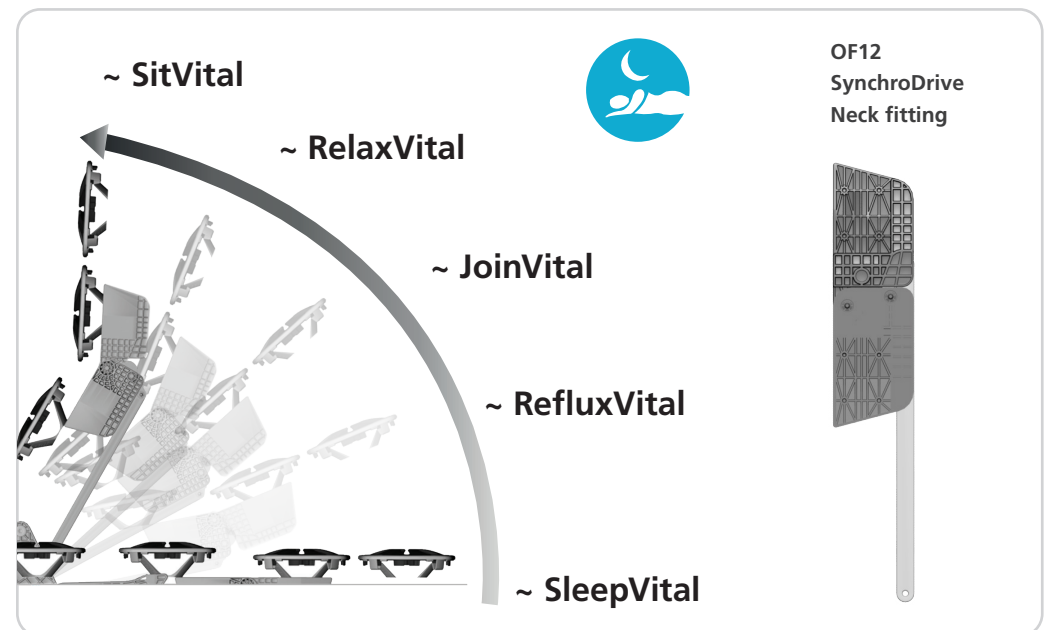 ~ SitVital
~ RelaxVital
~ JoinVital
~ RefluxVital
~ SleepVital
OF12
SynchroDrive
Neck fitting